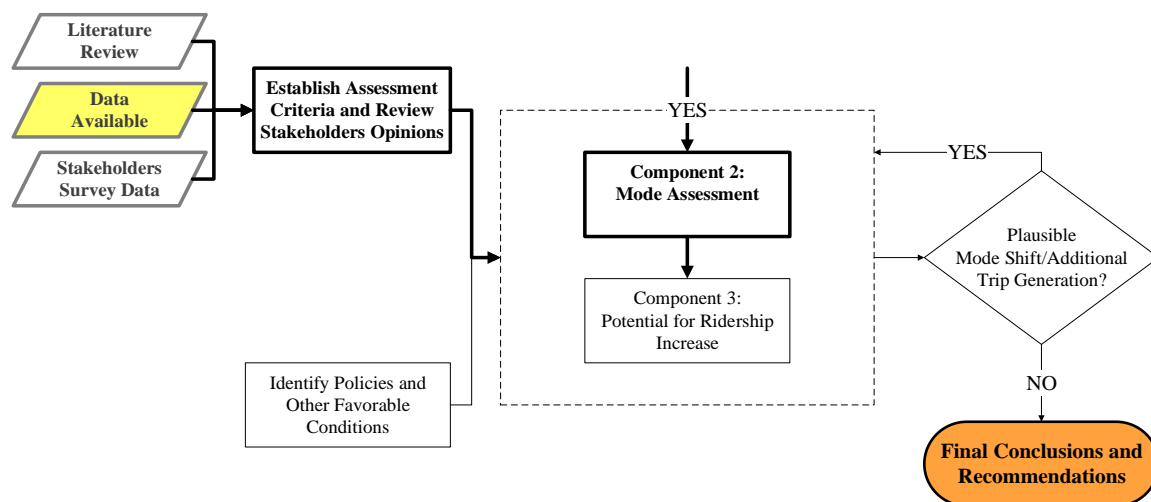 Literature
Review
Data
Available
Stakeholders
Survey Data
Establish Assessment
Criteria and Review
Stakeholders Opinions
Identify Policies and
Other Favorable
Conditions
YES
Component 2:
Mode Assessment
Component 3:
Potential for Ridership
Increase
YES
Plausible
Mode Shift/Additional
Trip Generation?
NO
Final Conclusions and
Recommendations